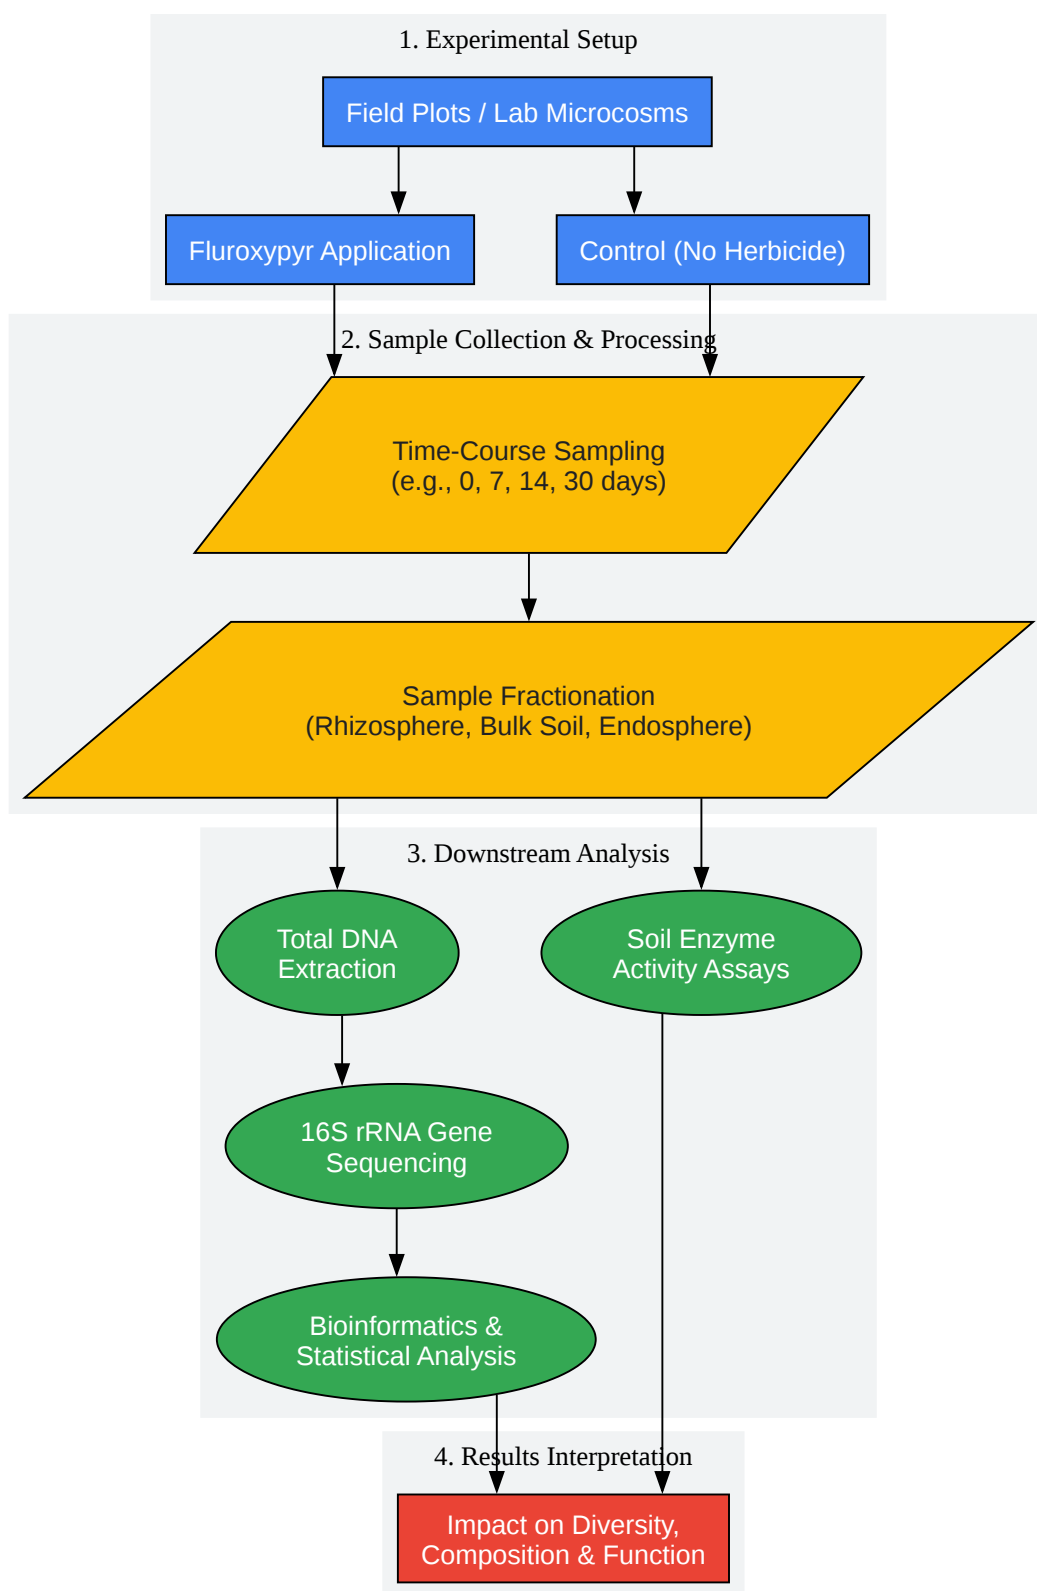 1. Experimental Setup
Field Plots / Lab Microcosms
Fluroxypyr Application
Control (No Herbicide)
2. Sample Collection & Processing
Time-Course Sampling
(e.g., 0, 7, 14, 30 days)
Sample Fractionation
(Rhizosphere, Bulk Soil, Endosphere)
3. Downstream Analysis
Total DNA
Extraction
Soil Enzyme
Activity Assays
16S rRNA Gene
Sequencing
Bioinformatics &
Statistical Analysis
4. Results Interpretation
Impact on Diversity,
Composition & Function